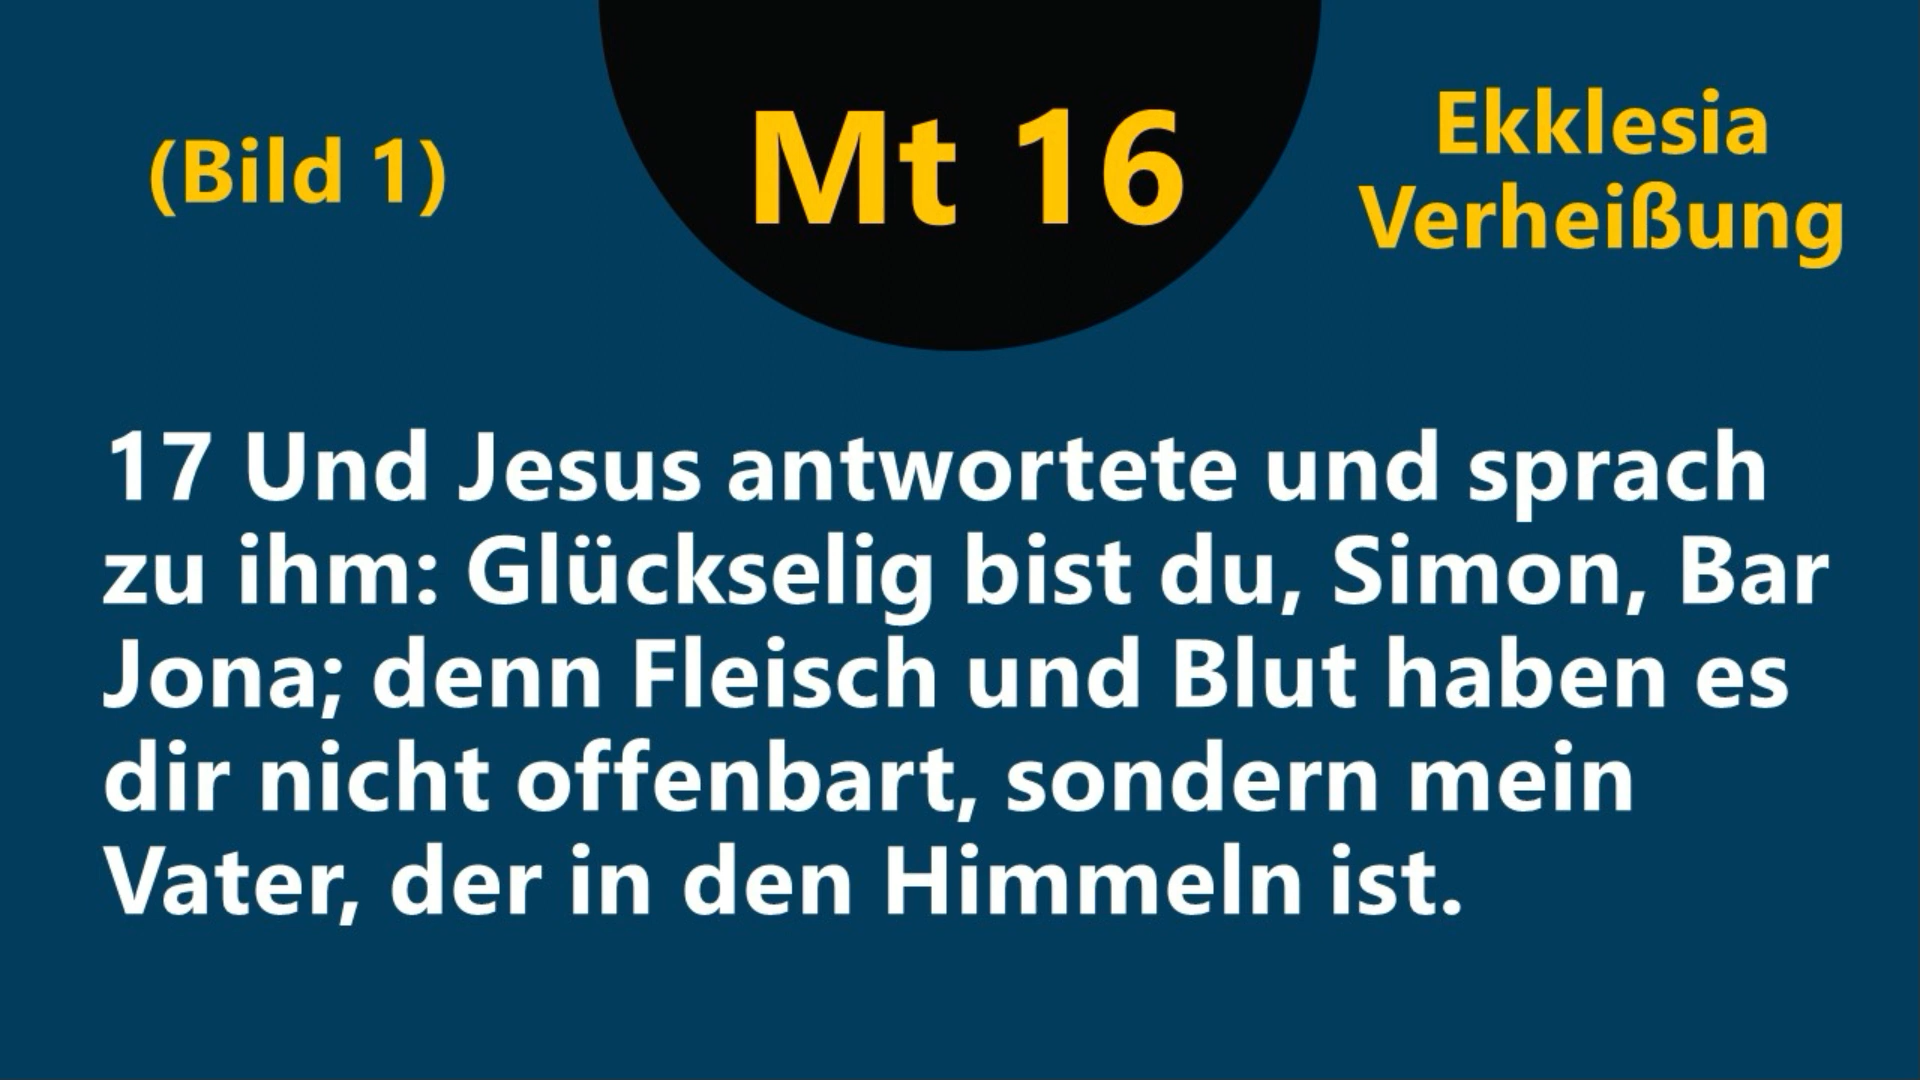 (Bild 1)
Mt 16
Ekklesia
Verheißung
17 Und Jesus antwortete und sprach
zu ihm: Glückselig bist du, Simon, Bar
Jona; denn Fleisch und Blut haben es
dir nicht offenbart, sondern mein
Vater, der in den Himmeln ist.